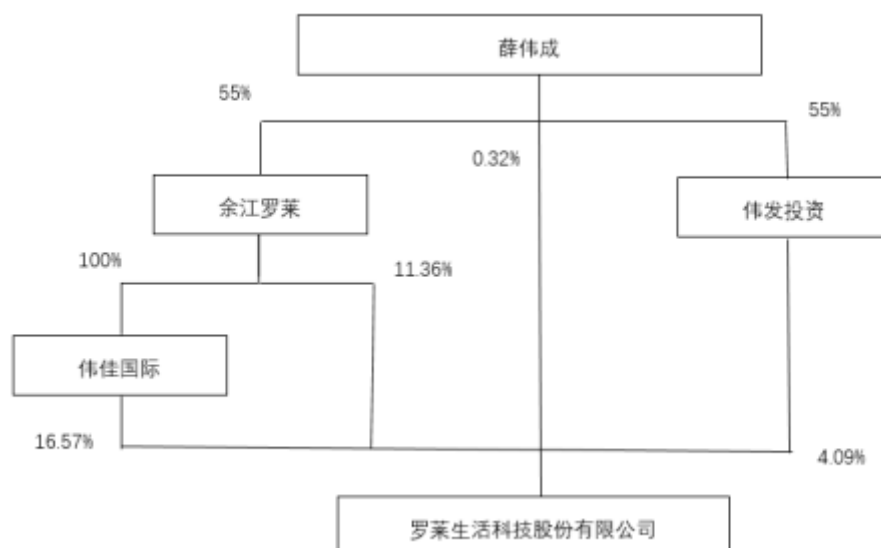 薛伟成
55%
55%
0.32%
余江罗莱
伟发投资
100%
11.36%
伟佳国际
16.57%
4.09%
罗莱生活科技股份有限公司